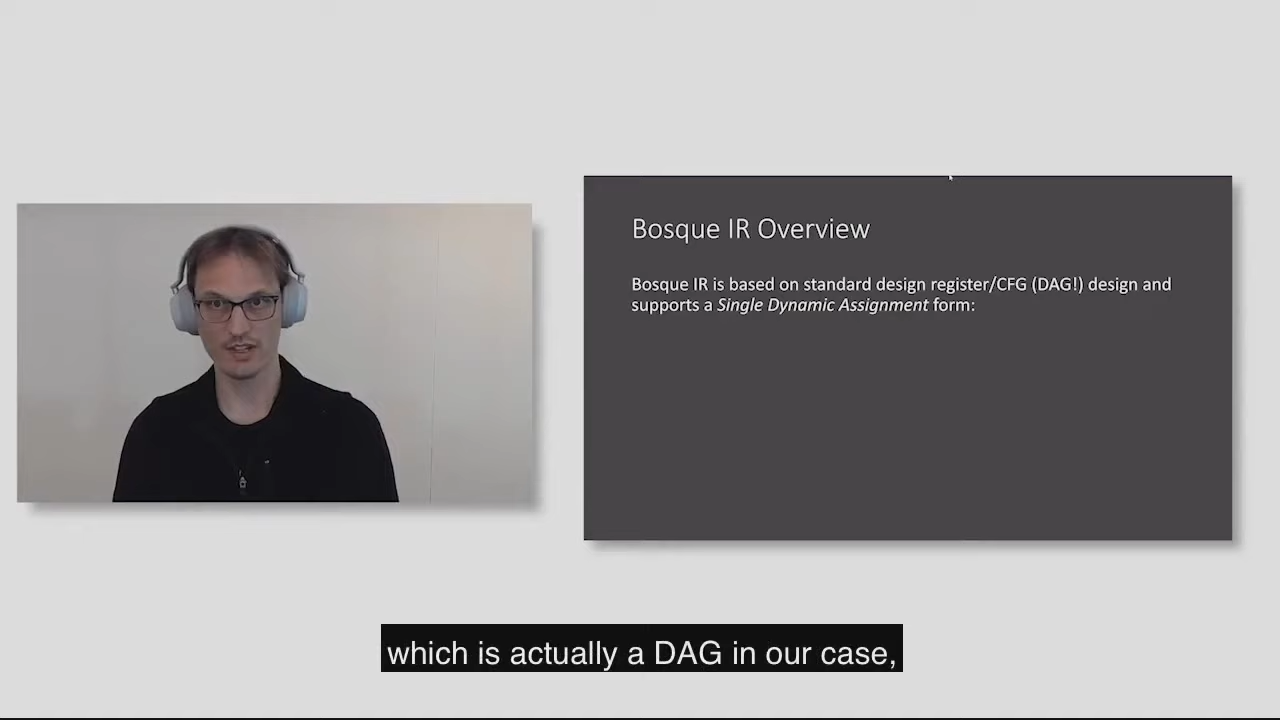 Bosque IR Overview
Bosque IR is based on standard design register/CFG (DAG!) design and
supports a Single Dynamic Assignment form:
which is actually a DAG in our case,